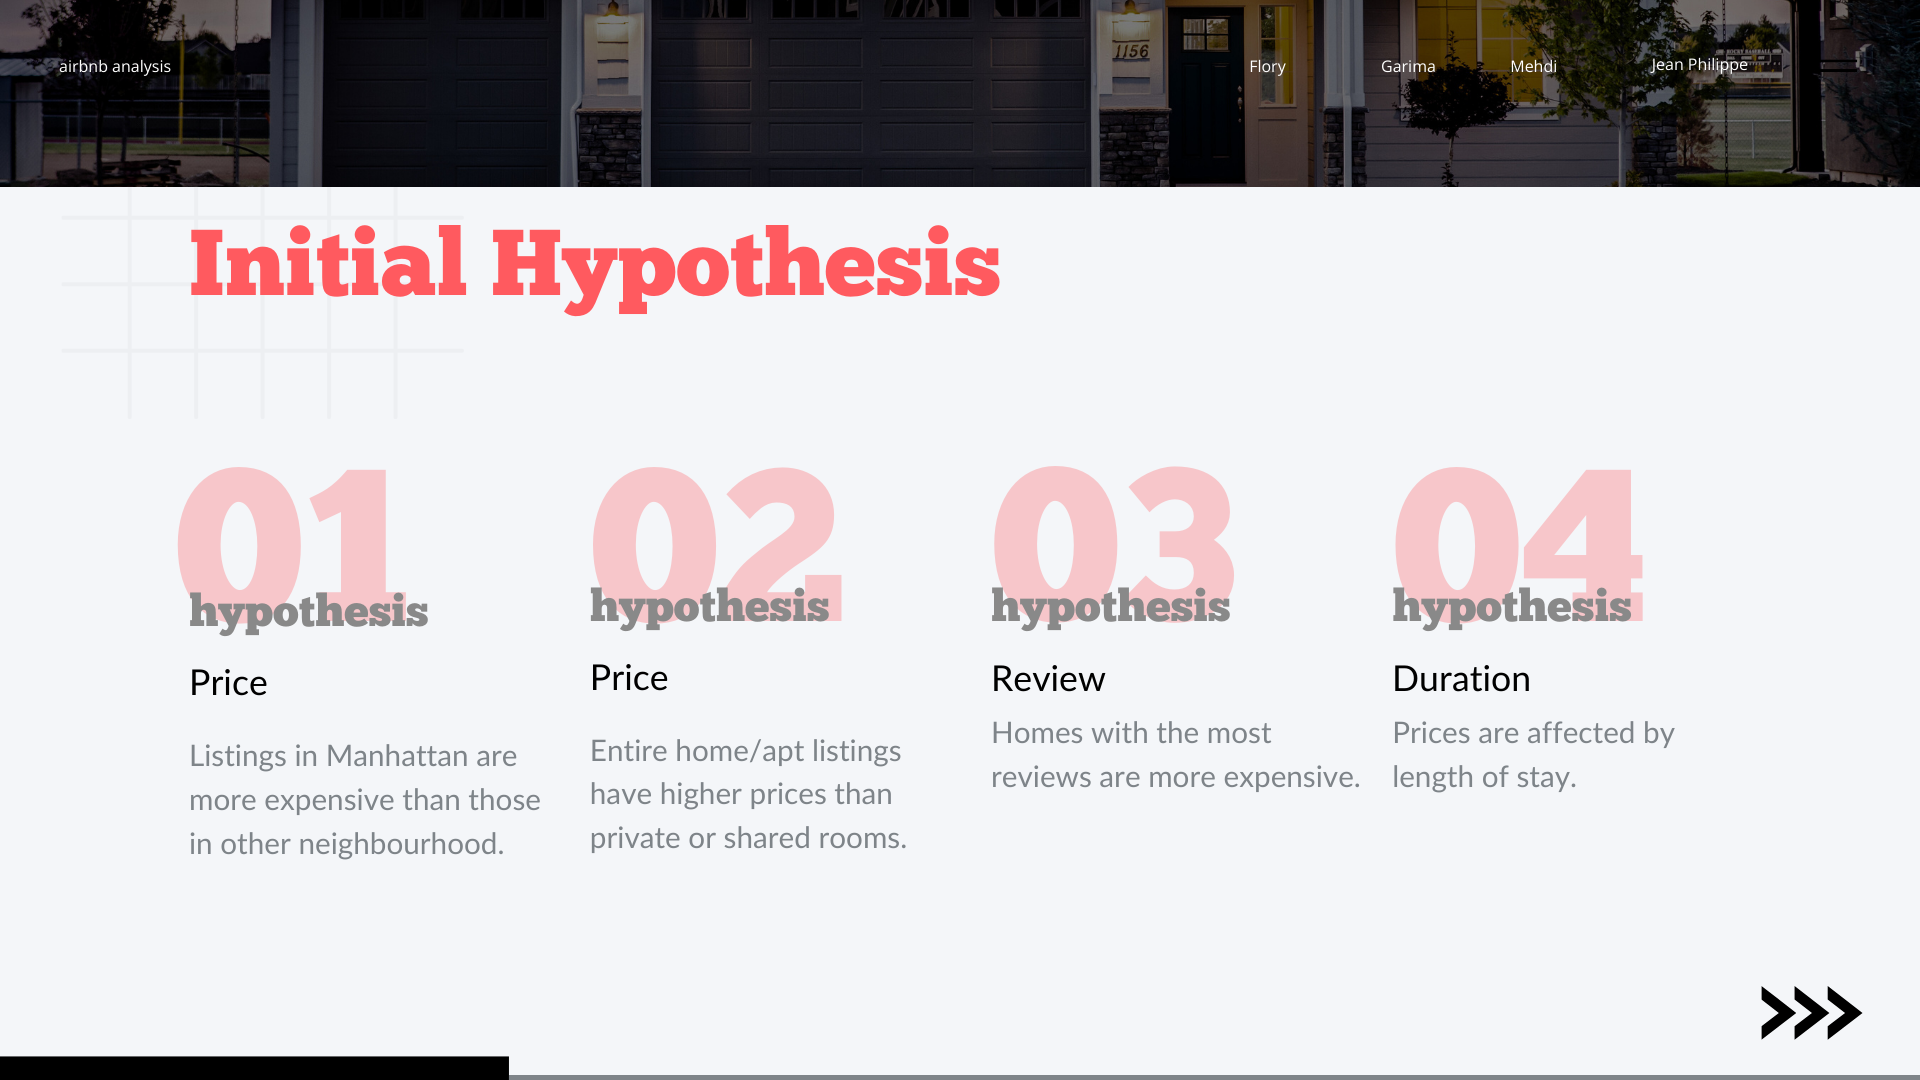 airbnb analysis
Flory
Garima
Mehdi
Jean Philippe
1156
Initial Hypothesis
01
hypothesis
Price
Listings in Manhattan are
more expensive than those
in other neighbourhood.
02
hypothesis
Price
Entire home/apt listings
have higher prices than
private or shared rooms.
03
hypothesis
Review
Homes with the most
reviews are more expensive.
04
hypothesis
Duration
Prices are affected by
length of stay.